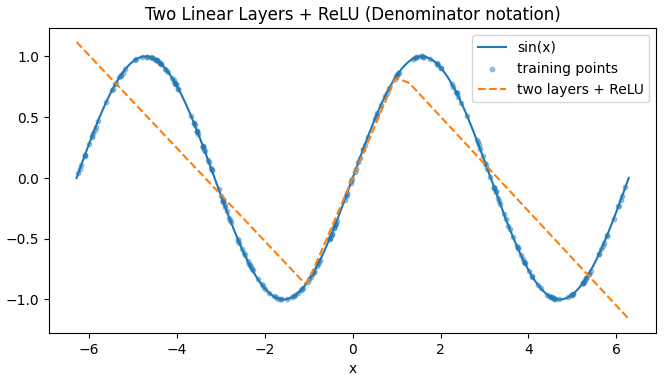 Two Linear Layers + ReLU (Denominator notation)
sin(x)
training points
two layers + ReLU
1.0
0.5
0.0
−0.5
−1.0
−6 −4 −2 0 2 4 6
x